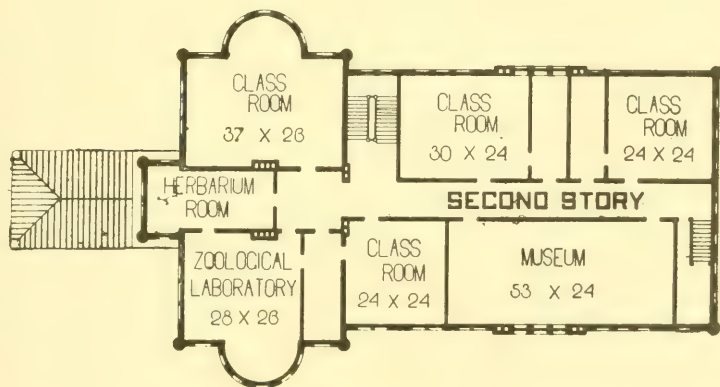 CLASS
ROOM
37 X 26
CLASS
ROOM
30 X 24
CLASS
ROOM
24 X 24
HERBARIUM
ROOM
SECOND STORY
ZOOLOGICAL
LABORATORY
28 X 26
CLASS
ROOM
24 X 24
MUSEUM
53 X 24